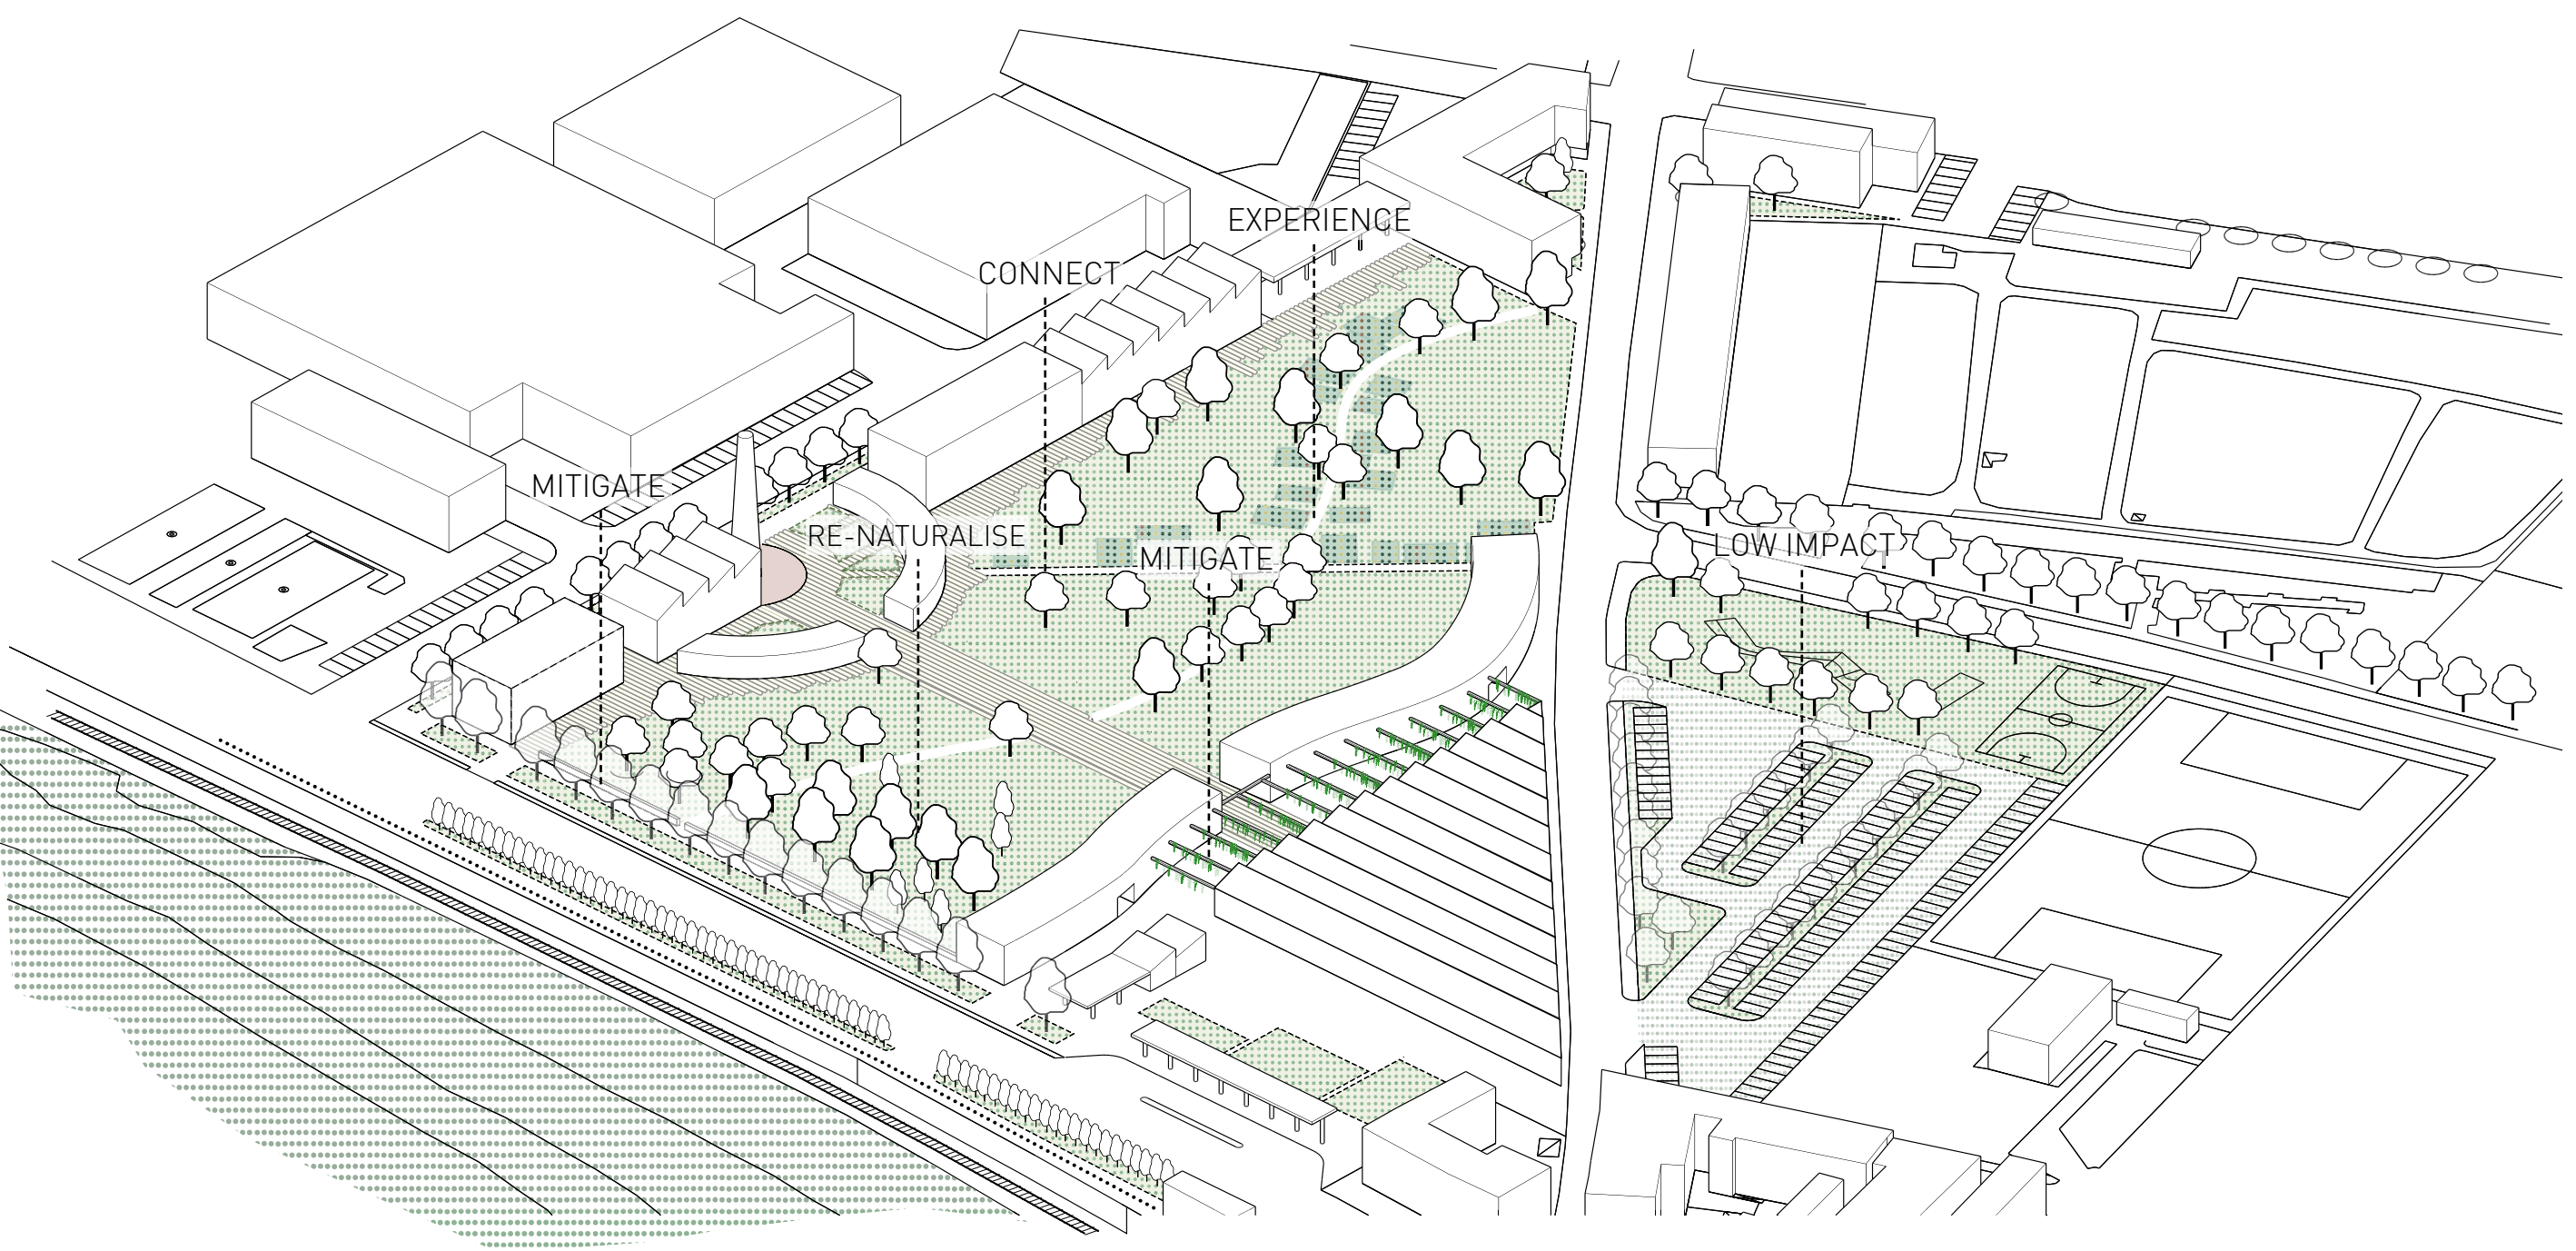 EXPERIENCE
CONNECT
MITIGATE
RE-NATURALISE
MITIGATE
LOW IMPACT